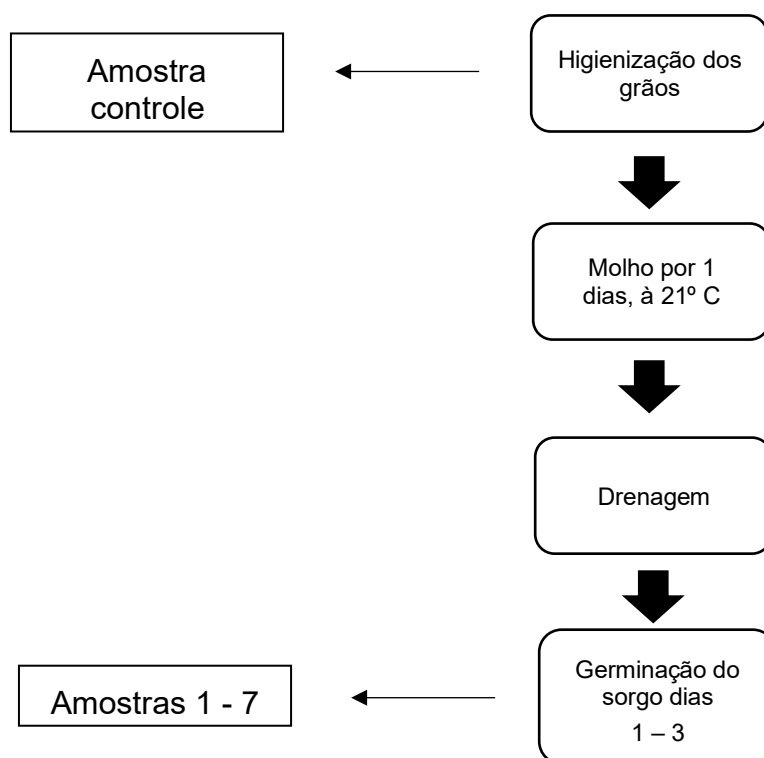 Amostra
controle
Higienização dos
grãos
Molho por 1
dias, à 21º C
Drenagem
Amostras 1 - 7
Germinação do
sorgo dias
1 – 3